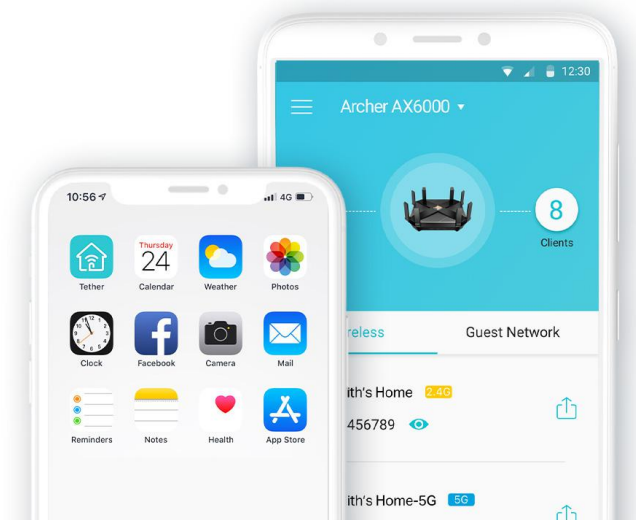 10:56
4G
Tether
Thursday
24
Calendar
Weather
Photos
Clock
Facebook
Camera
Mail
Reminders
Notes
Health
App Store
12:30
Archer AX6000
8
Clients
reless
Guest Network
ith's Home 2.4G
456789
ith's Home-5G 5G